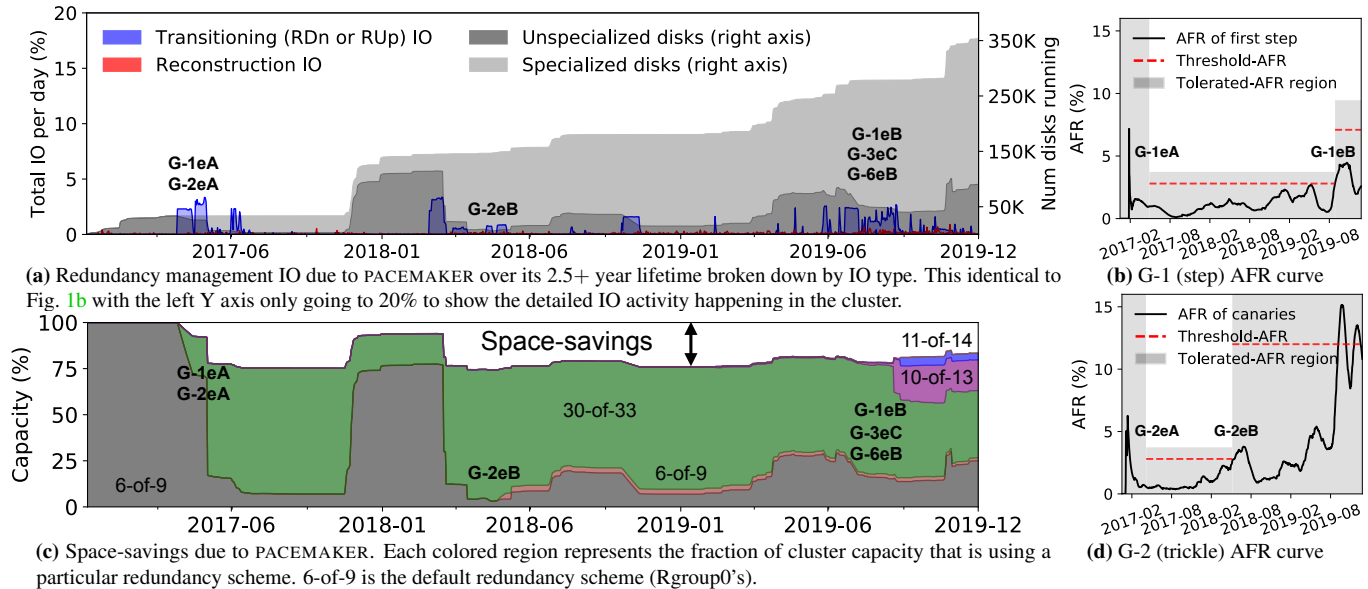 20
15
10
5
0
Total IO per day (%)
Transitioning (RDn or RUp) IO
Reconstruction IO
Unspecialized disks (right axis)
Specialized disks (right axis)
G-1eA
G-2eA
G-2eB
G-1eB
G-3eC
G-6eB
350K
250K
150K
50K
Num disks running
2017-06
2018-01
2018-06
2019-01
2019-06
2019-12
(a) Redundancy management IO due to PACEMAKER over its 2.5+ year lifetime broken down by IO type. This identical to
Fig. 1b with the left Y axis only going to 20% to show the detailed IO activity happening in the cluster.
15
10
5
0
AFR (%)
AFR of first step
Threshold-AFR
Tolerated-AFR region
G-1eA
G-1eB
2017-02
2017-08
2018-02
2018-08
2019-02
2019-08
(b) G-1 (step) AFR curve
100
75
50
25
0
Capacity (%)
Space-savings
G-1eA
G-2eA
6-of-9
G-2eB
30-of-33
6-of-9
G-1eB
G-3eC
G-6eB
11-of-14
10-of-13
2017-06
2018-01
2018-06
2019-01
2019-06
2019-12
(c) Space-savings due to PACEMAKER. Each colored region represents the fraction of cluster capacity that is using a
particular redundancy scheme. 6-of-9 is the default redundancy scheme (Rgroup0's).
15
10
5
0
AFR (%)
AFR of canaries
Threshold-AFR
Tolerated-AFR region
G-2eA
G-2eB
2017-02
2017-08
2018-02
2018-08
2019-02
2019-08
(d) G-2 (trickle) AFR curve